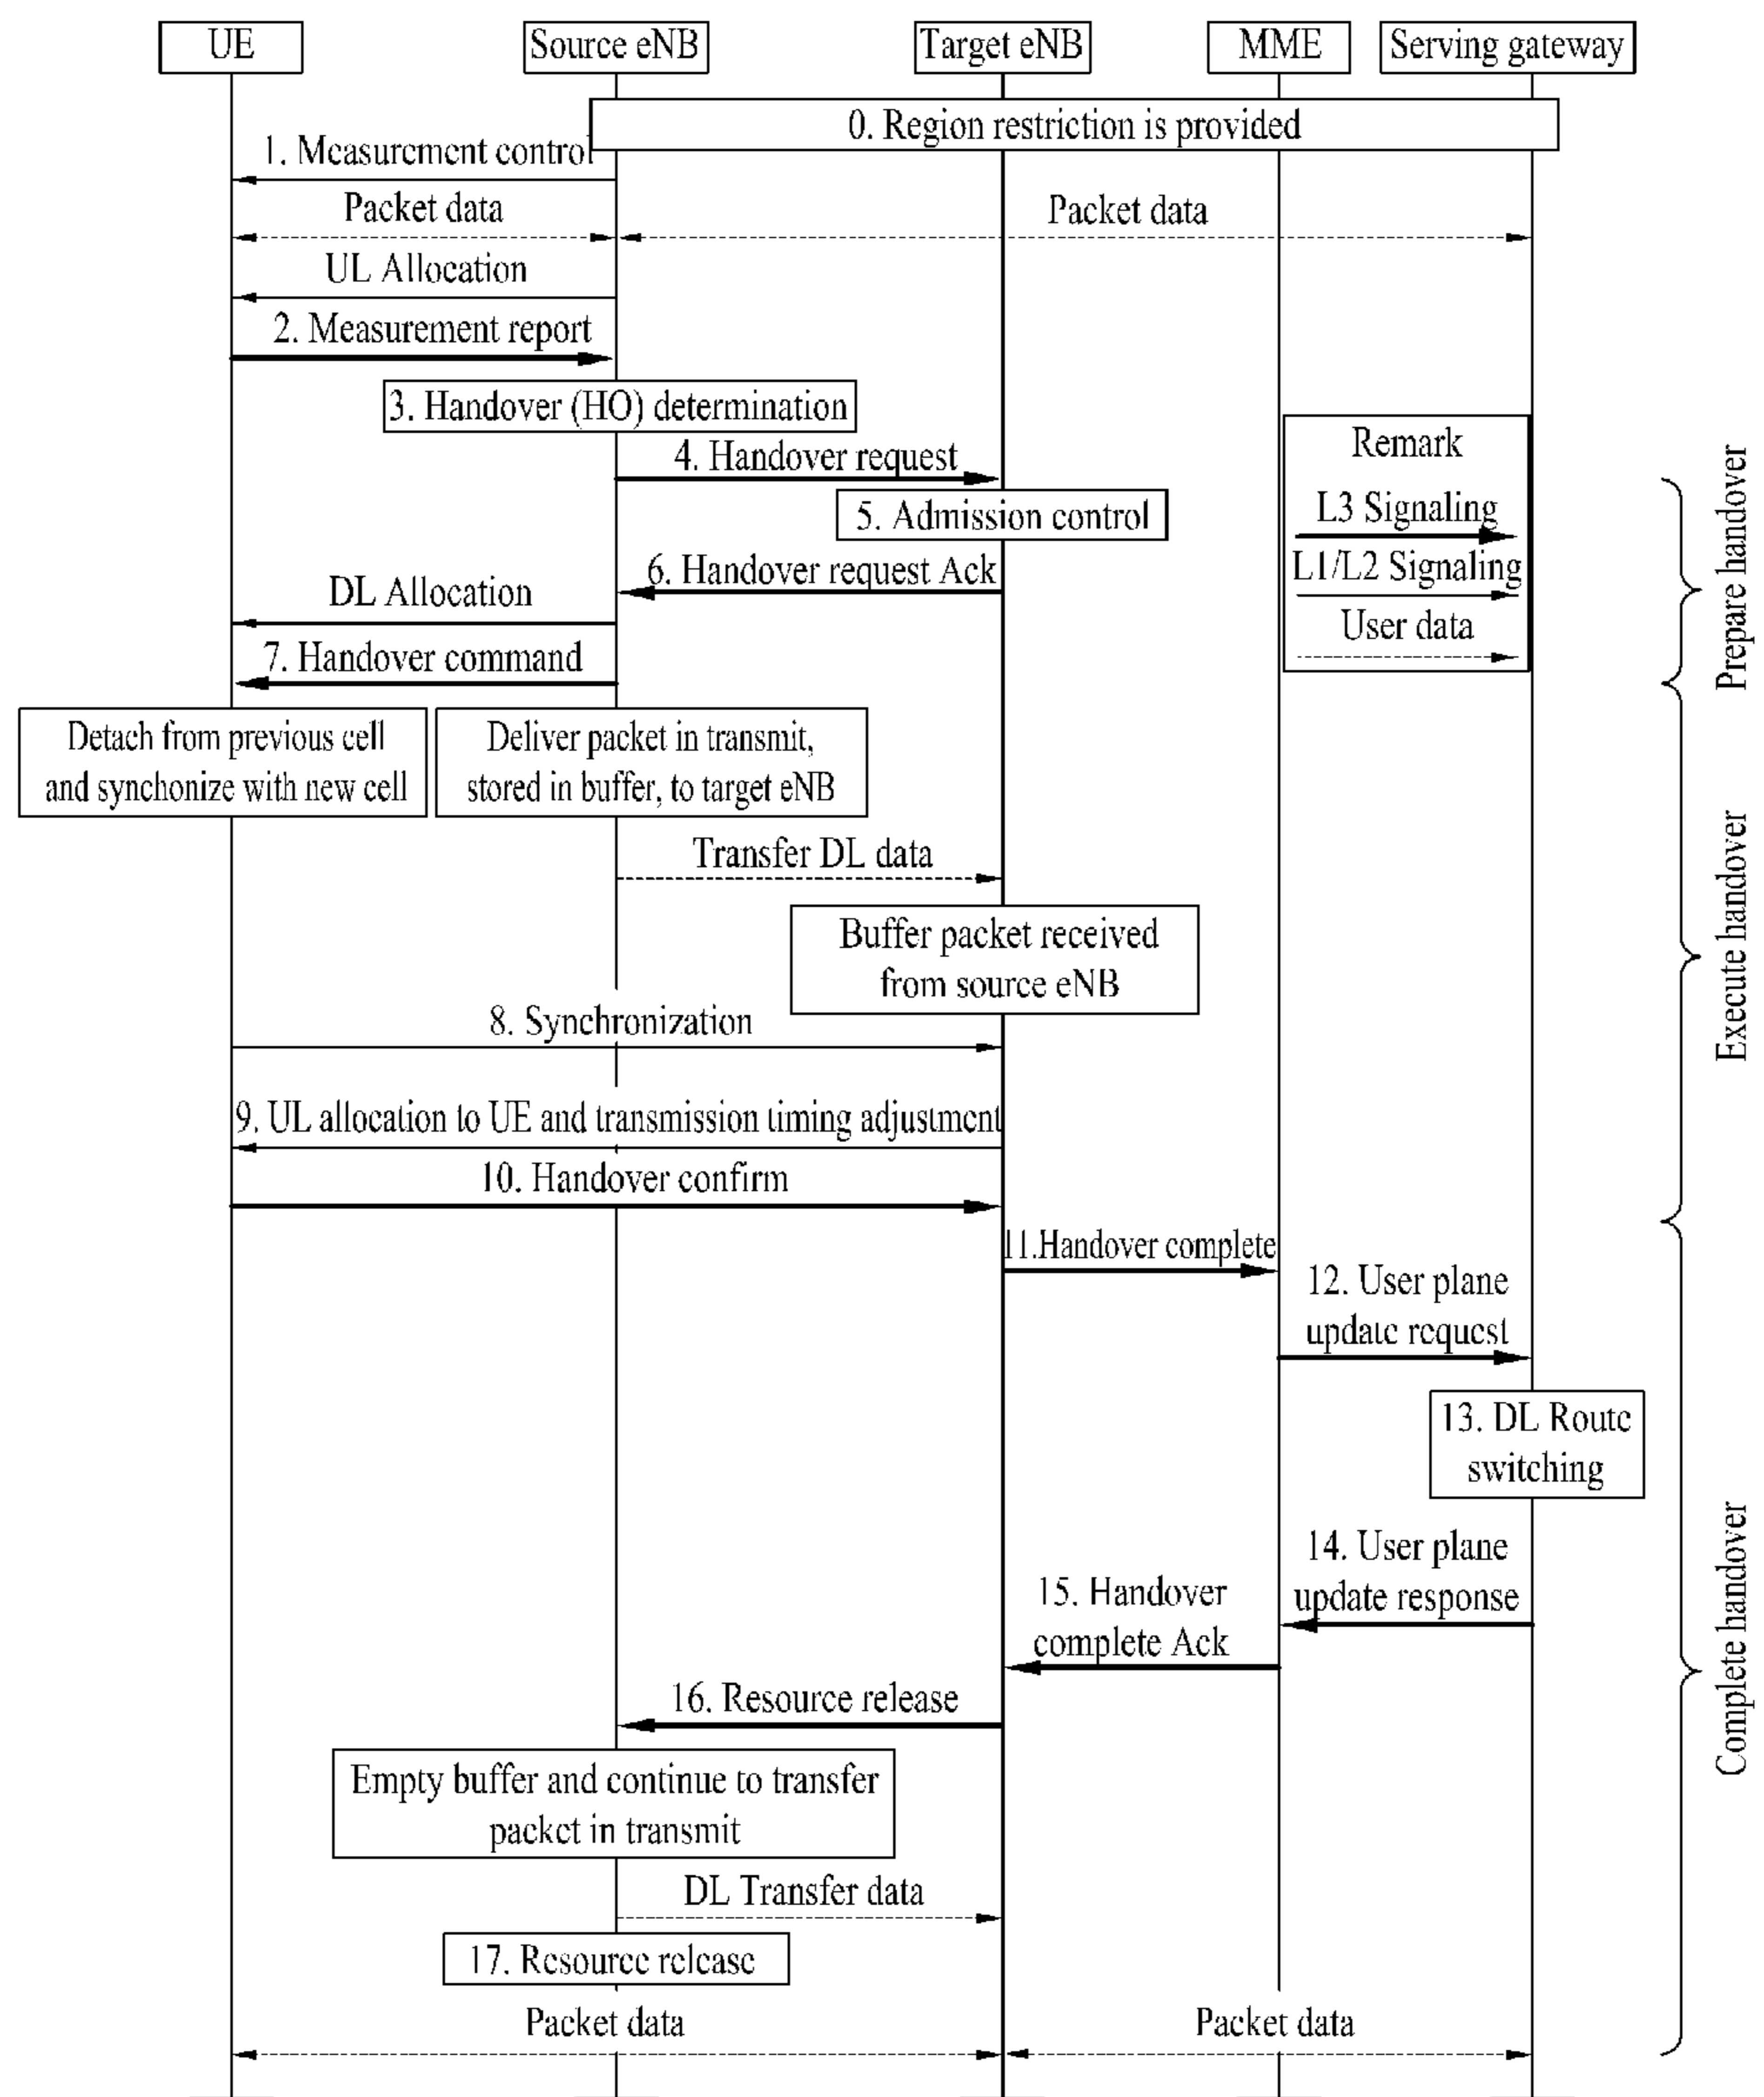 UE
Source eNB
Target eNB
MME
Serving gateway
0. Region restriction is provided
1. Measurement control
Packet data
Packet data
UL Allocation
2. Measurement report
3. Handover (HO) determination
4. Handover request
5. Admission control
6. Handover request Ack
DL Allocation
7. Handover command
Remark
L3 Signaling
L1/L2 Signaling
User data
Prepare handover
Detach from previous cell
and synchonize with new cell
Deliver packet in transmit,
stored in buffer, to target eNB
Transfer DL data
Buffer packet received
from source eNB
8. Synchronization
9. UL allocation to UE and transmission timing adjustment
10. Handover confirm
Execute handover
11.Handover complete
12. User plane
update request
13. DL Route
switching
14. User plane
update response
15. Handover
complete Ack
16. Resource release
Empty buffer and continue to transfer
packet in transmit
DL Transfer data
17. Resource release
Packet data
Packet data
Complete handover